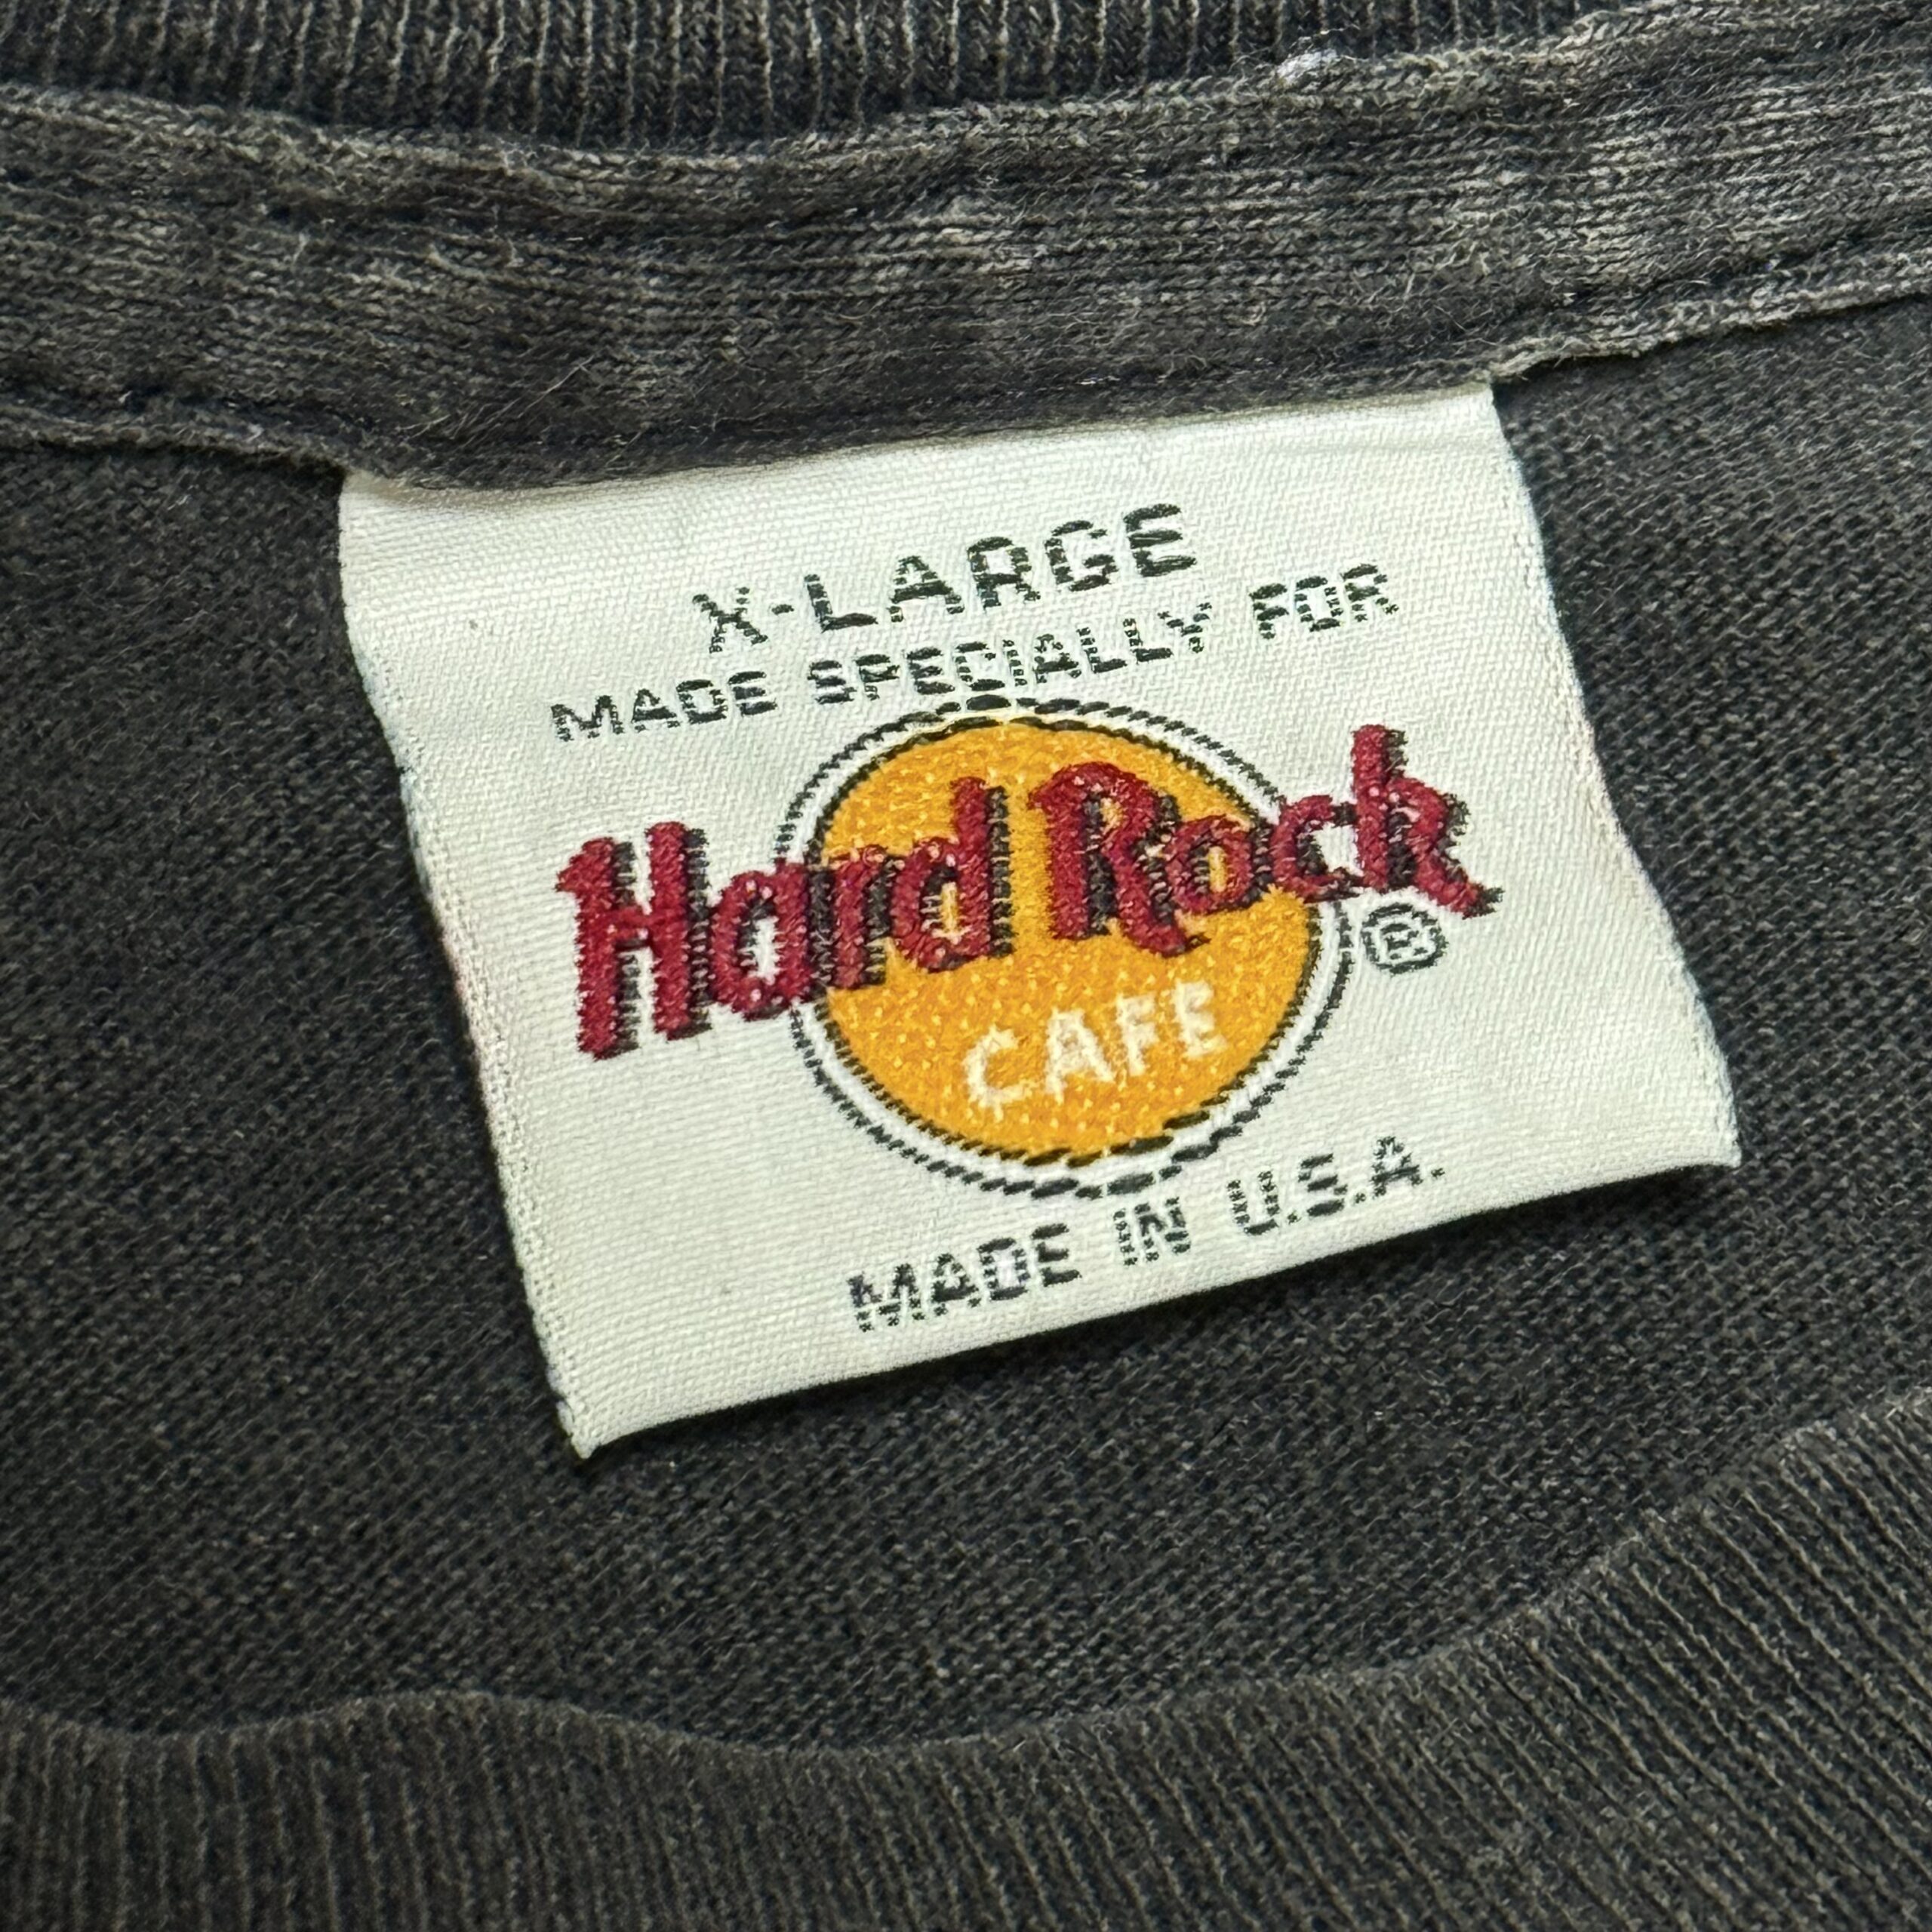 X-LARGE
MADE SPECIALLY FOR
Hard Rock ®
CAFE
MADE IN U.S.A.